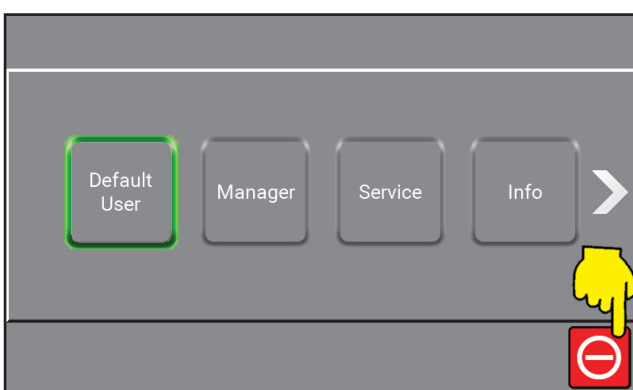 Default
User
Manager
Service
Info